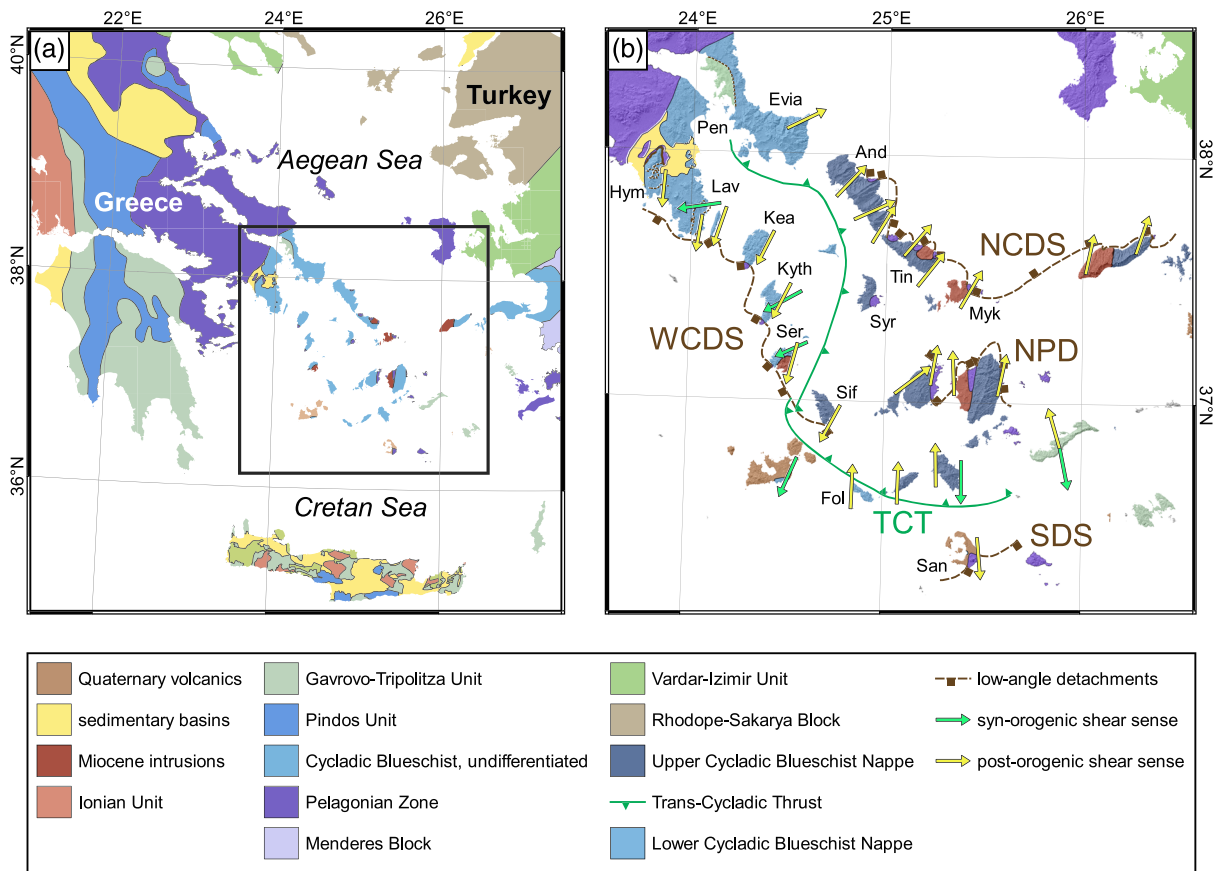 22°E
24°E
26°E
(a)
40°N
38°N
36°N
Turkey
Aegean Sea
Greece
Cretan Sea
22°E
24°E
26°E
24°E
25°E
26°E
(b)
Evia
Pen
38°N
And
Hym
Lav
Kea
NCDS
Kyth
Tin
Syr
Myk
WCDS
Ser
NPD
Sif
37°N
Fol
TCT
SDS
San
Quaternary volcanics
sedimentary basins
Miocene intrusions
Ionian Unit
Gavrovo-Tripolitza Unit
Pindos Unit
Cycladic Blueschist, undifferentiated
Pelagonian Zone
Menderes Block
Vardar-Izimir Unit
Rhodope-Sakarya Block
Upper Cycladic Blueschist Nappe
Trans-Cycladic Thrust
Lower Cycladic Blueschist Nappe
low-angle detachments
syn-orogenic shear sense
post-orogenic shear sense